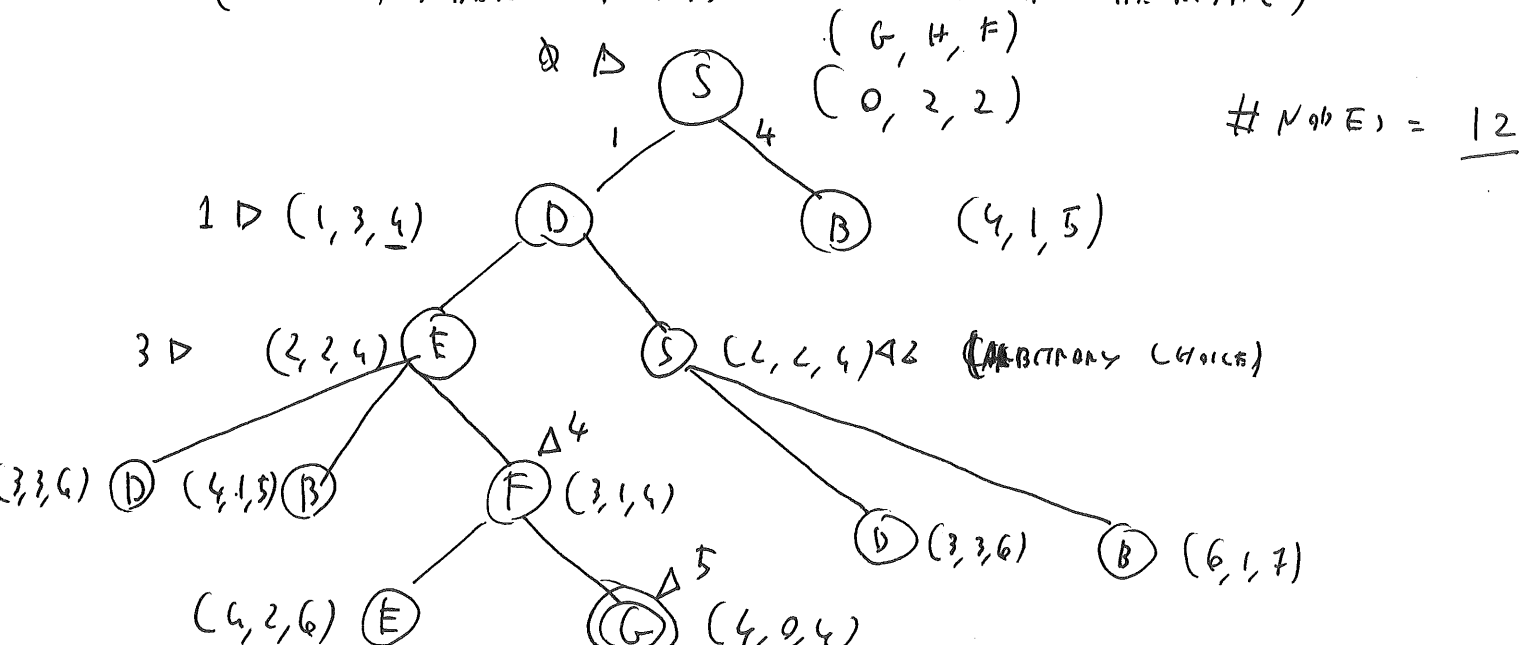 ( G, H, F)
0 S
(0, 2, 2)
# NODES = 12
1 4
1 (1, 3, 4) D B (4, 1, 5)
3 (2, 2, 4) E S (2, 2, 4) 2 (ARBITRARY CHOICE)
4
(3,3,6) D (4,1,5) B F (3,1,4)
D (3,3,6) B (6,1,7)
5
(4,2,6) E G (4,0,4)